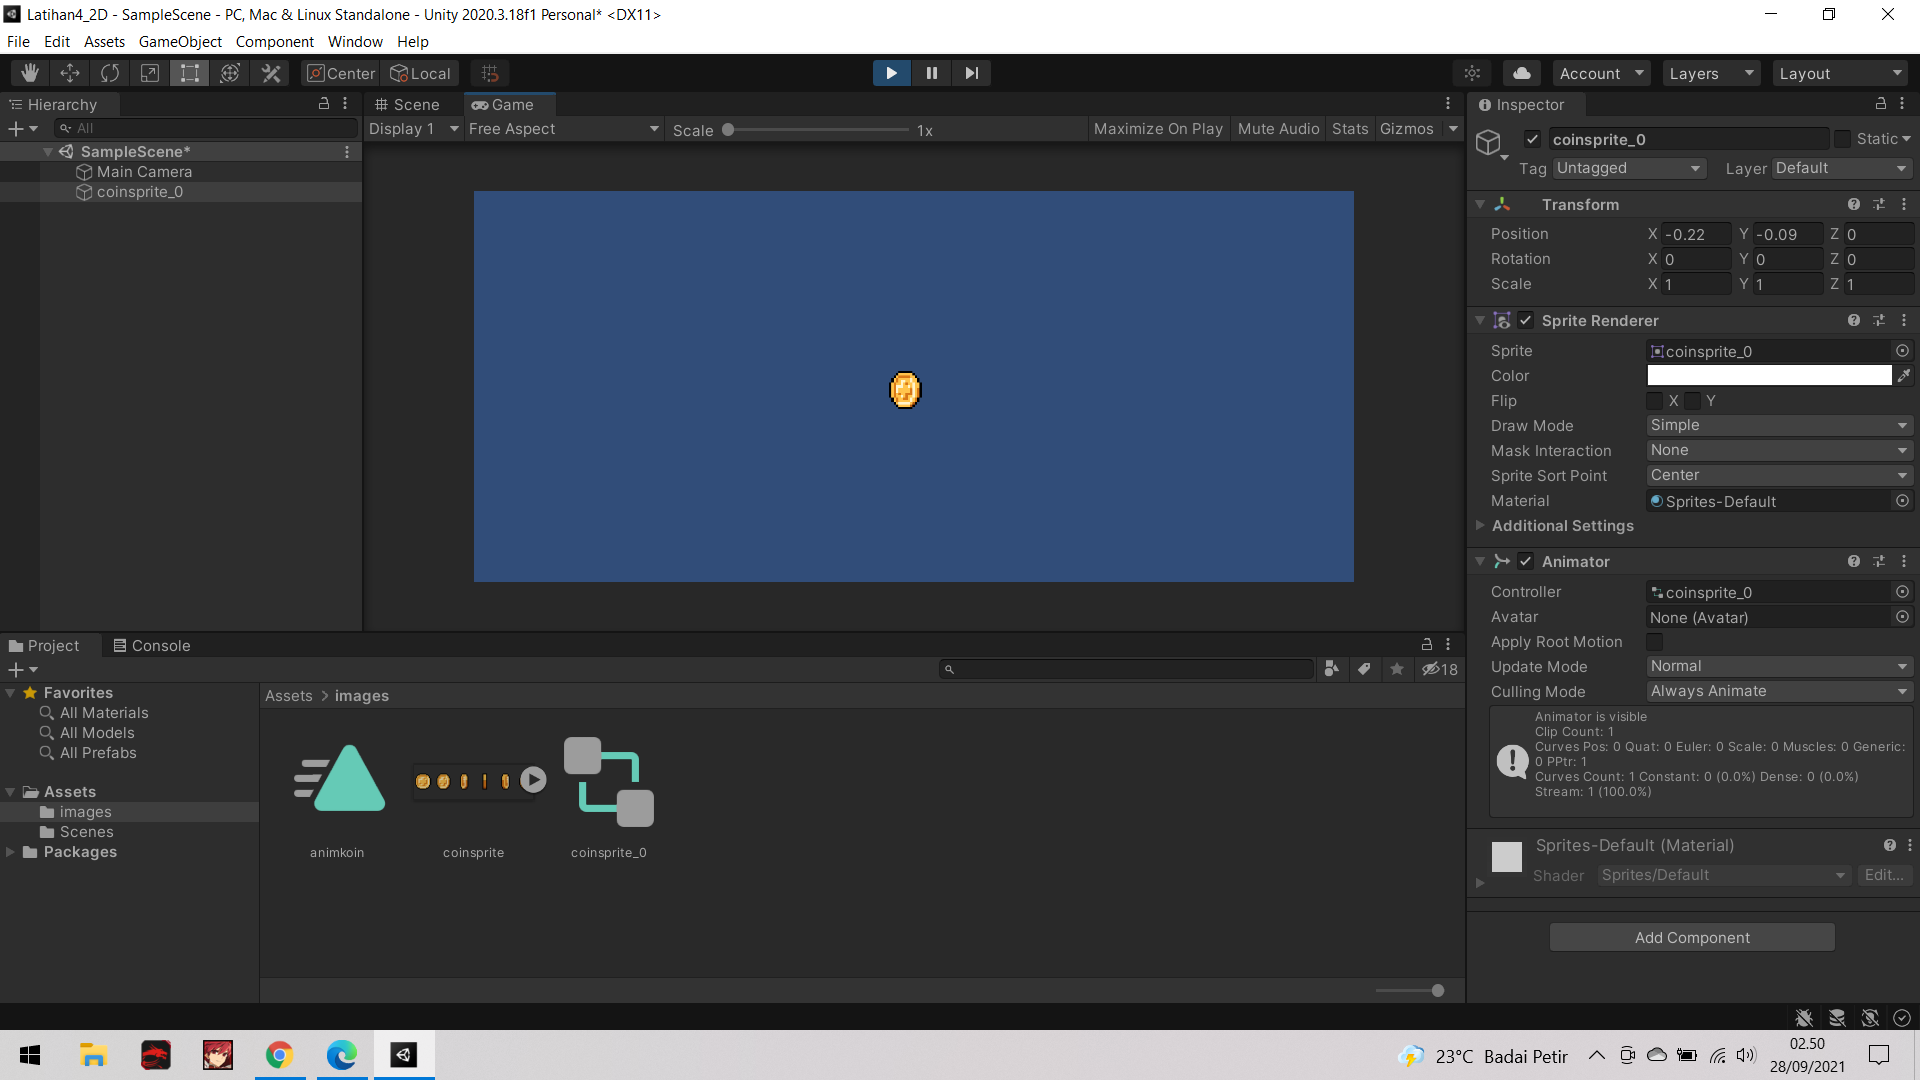 Latihan4_2D - SampleScene - PC, Mac & Linux Standalone - Unity 2020.3.18f1 Personal* <DX11>
File Edit Assets GameObject Component Window Help
Center Local Account Layers Layout
Hierarchy
All
SampleScene*
Main Camera
coinsprite_0
Scene Game
Display 1 Free Aspect Scale 1x Maximize On Play Mute Audio Stats Gizmos
Inspector
coinsprite_0 Static
Tag Untagged Layer Default
Transform
Position X -0.22 Y -0.09 Z 0
Rotation X 0 Y 0 Z 0
Scale X 1 Y 1 Z 1
Sprite Renderer
Sprite coinsprite_0
Color
Flip X Y
Draw Mode Simple
Mask Interaction None
Sprite Sort Point Center
Material Sprites-Default
Additional Settings
Animator
Controller coinsprite_0
Avatar None (Avatar)
Apply Root Motion
Update Mode Normal
Culling Mode Always Animate
Animator is visible
Clip Count: 1
Curves Pos: 0 Quat: 0 Euler: 0 Scale: 0 Muscles: 0 Generic:
0 PPtr: 1
Curves Count: 1 Constant: 0 (0.0%) Dense: 0 (0.0%)
Stream: 1 (100.0%)
Sprites-Default (Material)
Shader Sprites/Default Edit...
Add Component
Project Console
18
Favorites
All Materials
All Models
All Prefabs
Assets
images
Scenes
Packages
Assets > images
animkoin coinsprite coinsprite_0
23°C Badai Petir
02.50
28/09/2021